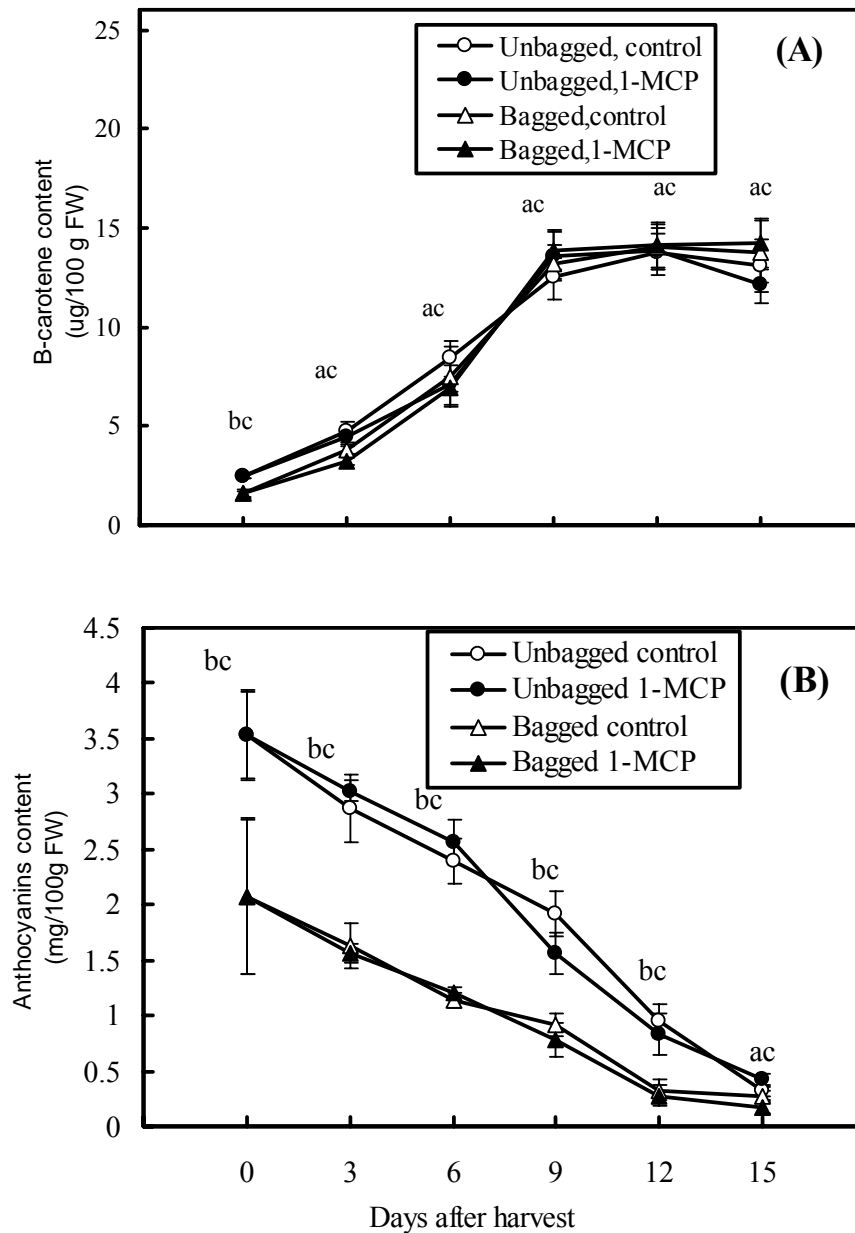 25
20
15
10
5
0
B-carotene content
(ug/100 g FW)
Unbagged, control
Unbagged,1-MCP
Bagged,control
Bagged,1-MCP
(A)
bc
ac
ac
ac
ac
ac
4.5
4
3.5
3
2.5
2
1.5
1
0.5
0
Anthocyanins content
(mg/100g FW)
Unbagged control
Unbagged 1-MCP
Bagged control
Bagged 1-MCP
(B)
bc
bc
bc
bc
bc
ac
0 3 6 9 12 15
Days after harvest